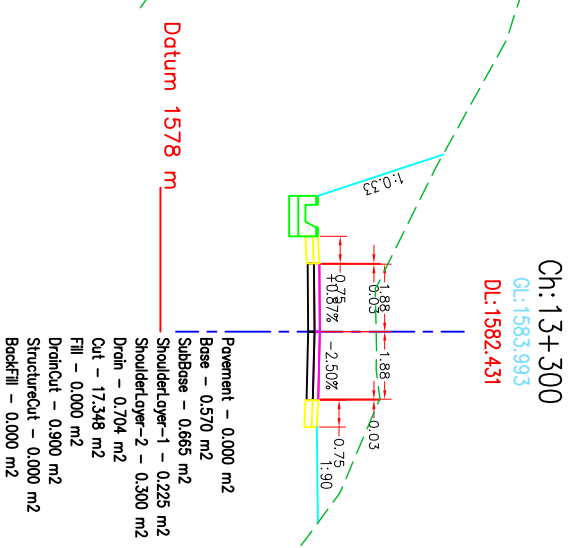 Ch:13+300
GL:1583.993
DL:1582.431
1:0.33
1.88
1.88
0.03
0.03
0.75
0.75
+0.87%
-2.50%
1:90
Datum 1578 m
Pavement - 0.000 m2
Base - 0.570 m2
SubBase - 0.665 m2
ShoulderLayer-1 - 0.225 m2
ShoulderLayer-2 - 0.300 m2
Drain - 0.704 m2
Cut - 17.348 m2
Fill - 0.000 m2
DrainCut - 0.900 m2
StructureCut - 0.000 m2
BackFill - 0.000 m2